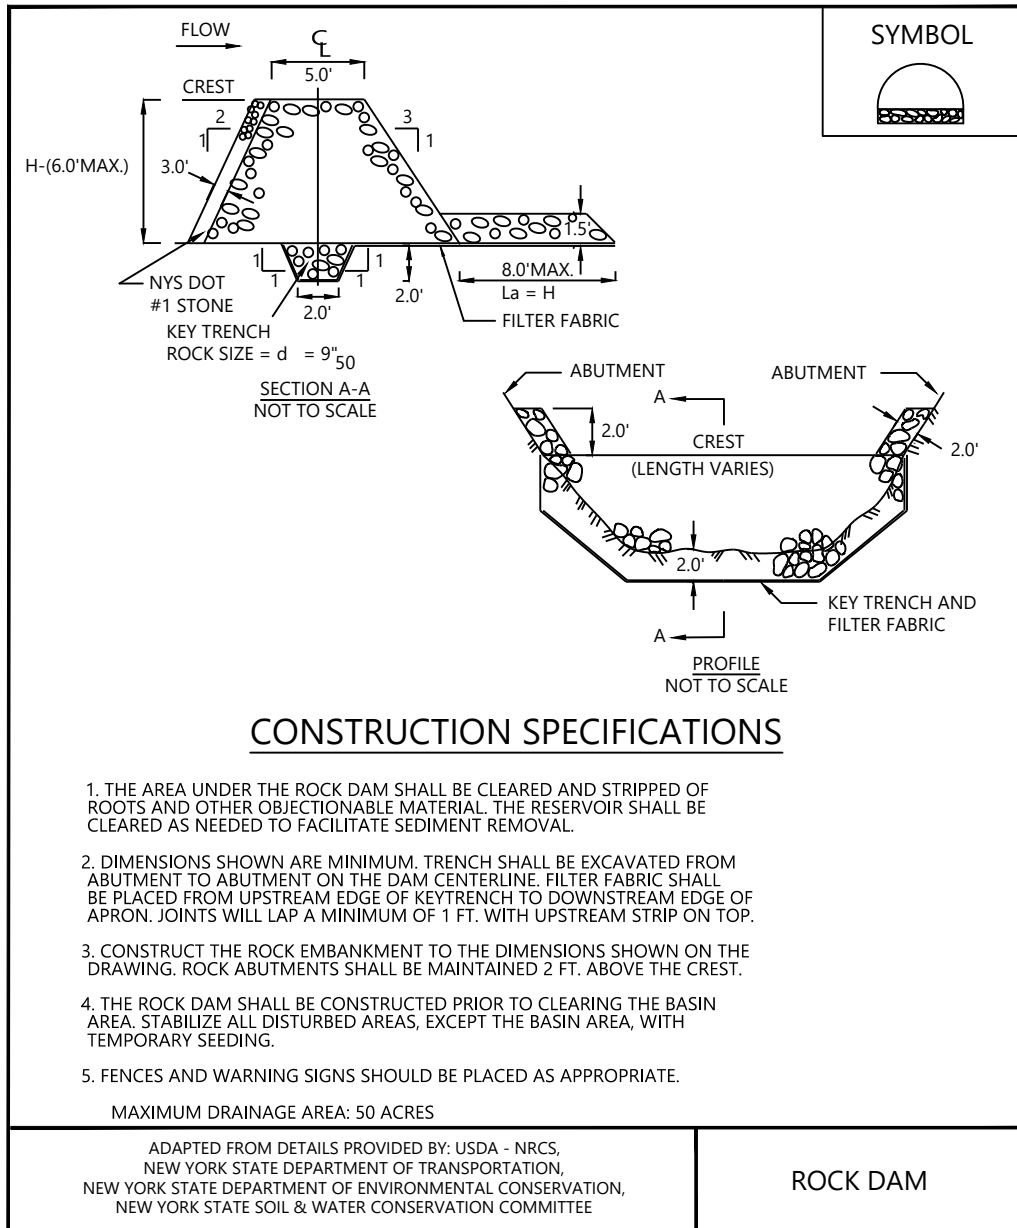 FLOW
CL
5.0'
CREST
2
1
3
1
H-(6.0'MAX.)
3.0'
1.5'
1
1
1
1
8.0'MAX.
La = H
2.0'
2.0'
NYS DOT
#1 STONE
FILTER FABRIC
KEY TRENCH
ROCK SIZE = d = 9"50
SECTION A-A
NOT TO SCALE
SYMBOL
ABUTMENT
ABUTMENT
A
2.0'
CREST
(LENGTH VARIES)
2.0'
2.0'
KEY TRENCH AND
FILTER FABRIC
A
PROFILE
NOT TO SCALE
CONSTRUCTION SPECIFICATIONS
1. THE AREA UNDER THE ROCK DAM SHALL BE CLEARED AND STRIPPED OF
ROOTS AND OTHER OBJECTIONABLE MATERIAL. THE RESERVOIR SHALL BE
CLEARED AS NEEDED TO FACILITATE SEDIMENT REMOVAL.
2. DIMENSIONS SHOWN ARE MINIMUM. TRENCH SHALL BE EXCAVATED FROM
ABUTMENT TO ABUTMENT ON THE DAM CENTERLINE. FILTER FABRIC SHALL
BE PLACED FROM UPSTREAM EDGE OF KEYTRENCH TO DOWNSTREAM EDGE OF
APRON. JOINTS WILL LAP A MINIMUM OF 1 FT. WITH UPSTREAM STRIP ON TOP.
3. CONSTRUCT THE ROCK EMBANKMENT TO THE DIMENSIONS SHOWN ON THE
DRAWING. ROCK ABUTMENTS SHALL BE MAINTAINED 2 FT. ABOVE THE CREST.
4. THE ROCK DAM SHALL BE CONSTRUCTED PRIOR TO CLEARING THE BASIN
AREA. STABILIZE ALL DISTURBED AREAS, EXCEPT THE BASIN AREA, WITH
TEMPORARY SEEDING.
5. FENCES AND WARNING SIGNS SHOULD BE PLACED AS APPROPRIATE.
MAXIMUM DRAINAGE AREA: 50 ACRES
ADAPTED FROM DETAILS PROVIDED BY: USDA - NRCS,
NEW YORK STATE DEPARTMENT OF TRANSPORTATION,
NEW YORK STATE DEPARTMENT OF ENVIRONMENTAL CONSERVATION,
NEW YORK STATE SOIL & WATER CONSERVATION COMMITTEE
ROCK DAM